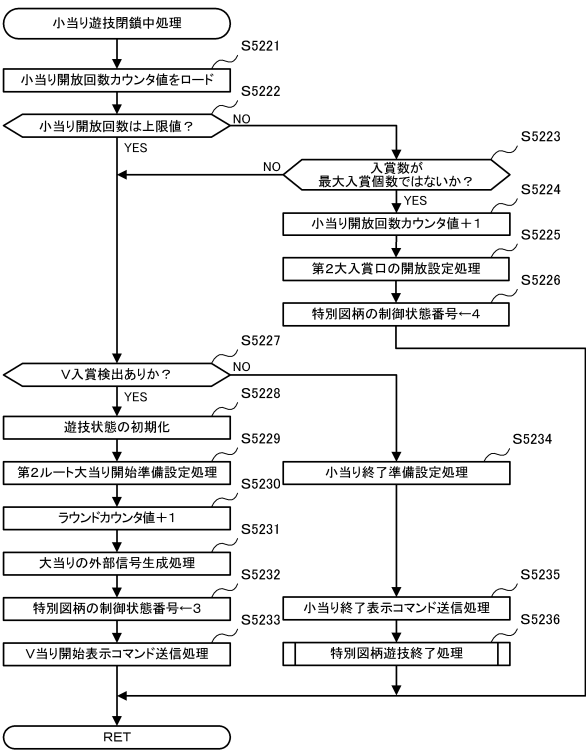 小当り遊技閉鎖中処理
S5221
小当り開放回数カウンタ値をロード
S5222
小当り開放回数は上限値？
NO
YES
S5223
入賞数が
最大入賞個数ではないか？
NO
YES
S5224
小当り開放回数カウンタ値＋1
S5225
第2大入賞口の開放設定処理
S5226
特別図柄の制御状態番号←4
S5227
V入賞検出ありか？
NO
YES
S5228
遊技状態の初期化
S5229
第2ルート大当り開始準備設定処理
S5234
小当り終了準備設定処理
S5230
ラウンドカウンタ値＋1
S5231
大当りの外部信号生成処理
S5232
特別図柄の制御状態番号←3
S5235
小当り終了表示コマンド送信処理
S5233
V当り開始表示コマンド送信処理
S5236
特別図柄遊技終了処理
RET